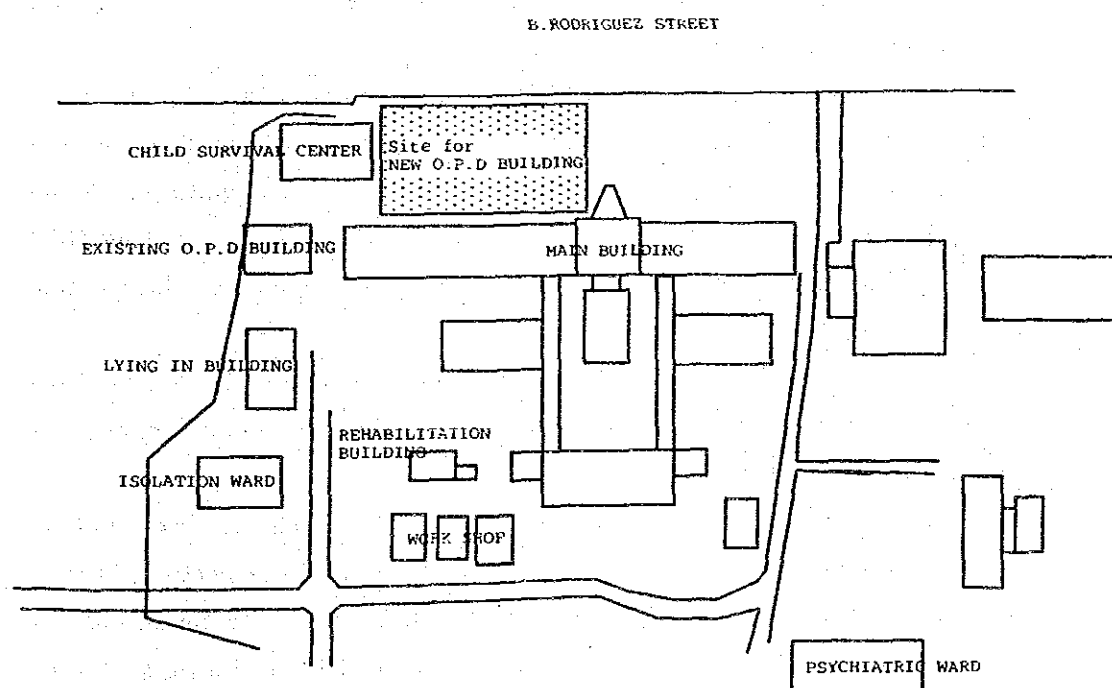 B.RODRIGUEZ STREET
CHILD SURVIVAL CENTER
Site for
NEW O.P.D BUILDING
EXISTING O.P.D BUILDING
MAIN BUILDING
LYING IN BUILDING
REHABILITATION
BUILDING
ISOLATION WARD
WORK SHOP
PSYCHIATRIC WARD